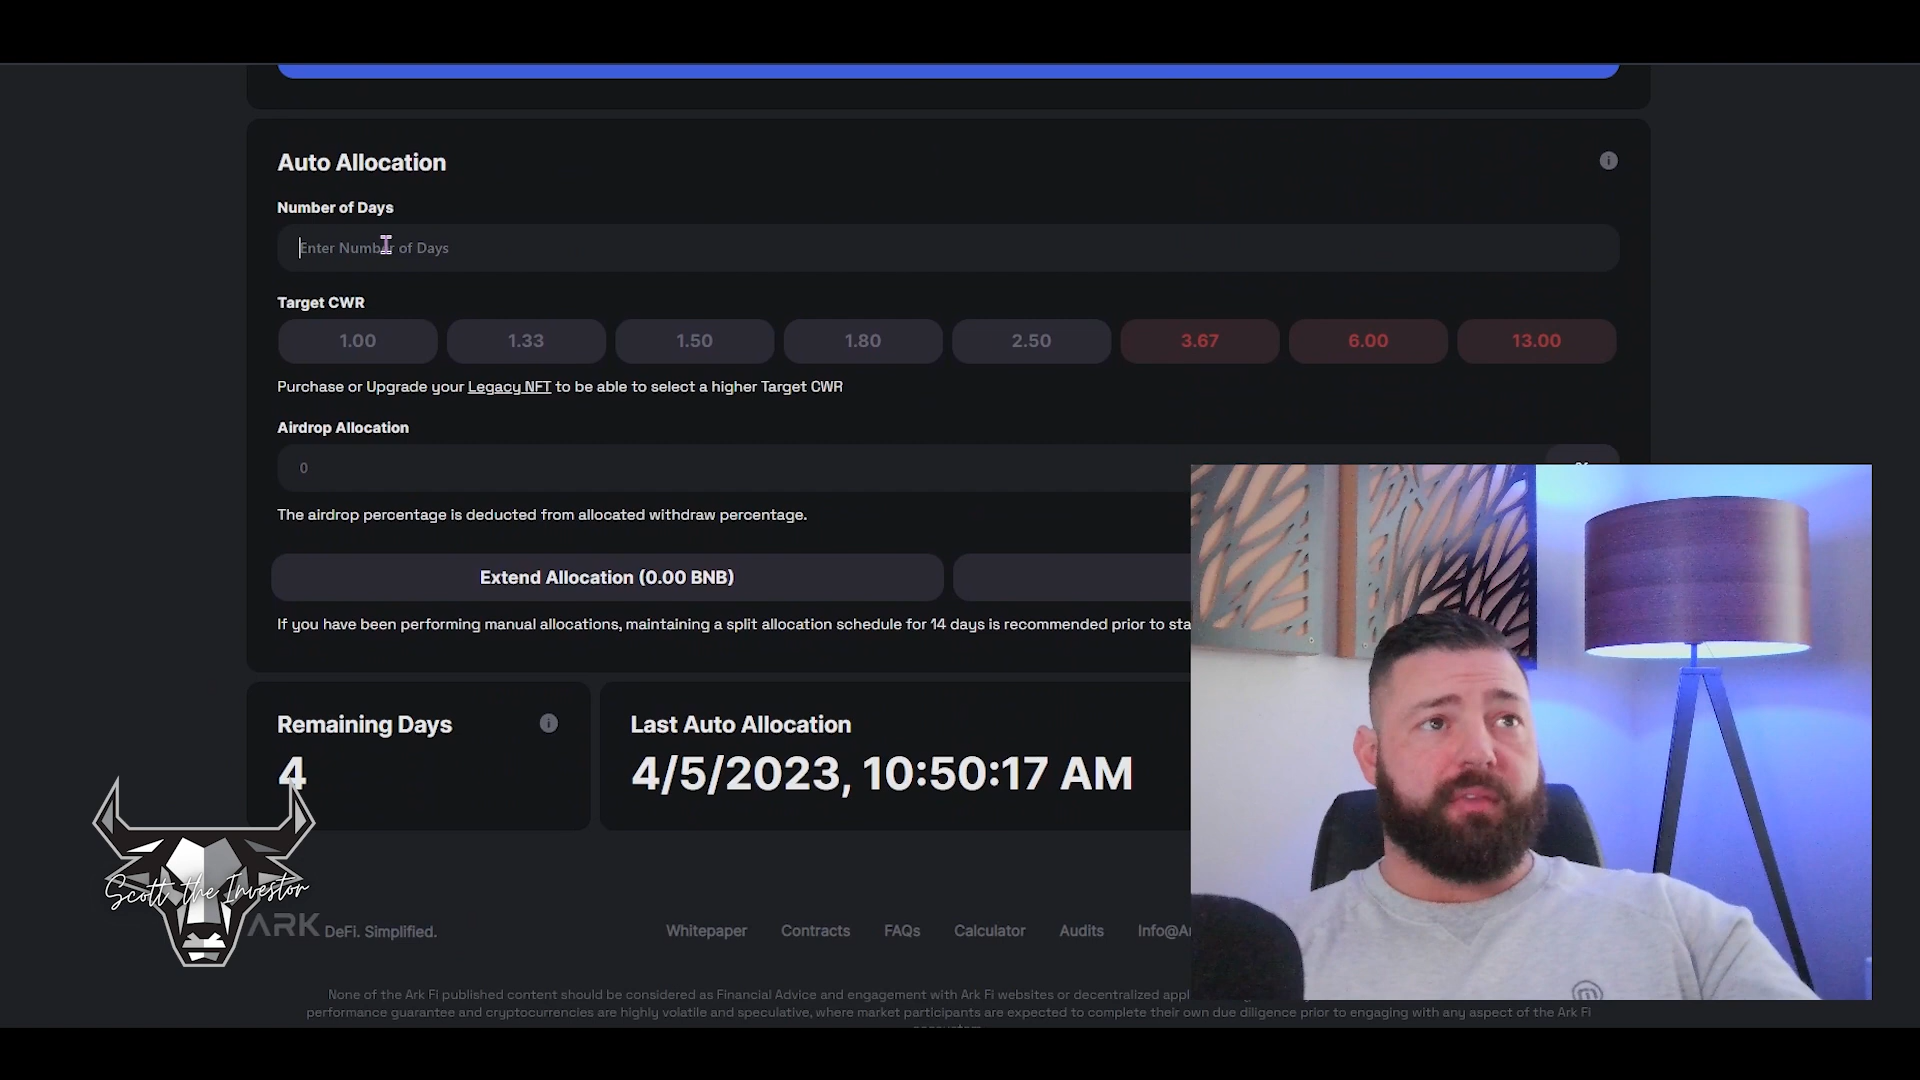 Auto Allocation
Number of Days
Enter Number of Days
Target CWR
1.00 1.33 1.50 1.80 2.50 3.67 6.00 13.00
Purchase or Upgrade your Legacy NFT to be able to select a higher Target CWR
Airdrop Allocation
0
The airdrop percentage is deducted from allocated withdraw percentage.
Extend Allocation (0.00 BNB)
If you have been performing manual allocations, maintaining a split allocation schedule for 14 days is recommended prior to sta
Remaining Days
4
Last Auto Allocation
4/5/2023, 10:50:17 AM
Scott the Investor
ARK DeFi. Simplified.
Whitepaper Contracts FAQs Calculator Audits Info@A
None of the Ark Fi published content should be considered as Financial Advice and engagement with Ark Fi websites or decentralized appl
performance guarantee and cryptocurrencies are highly volatile and speculative, where market participants are expected to complete their own due diligence prior to engaging with any aspect of the Ark Fi